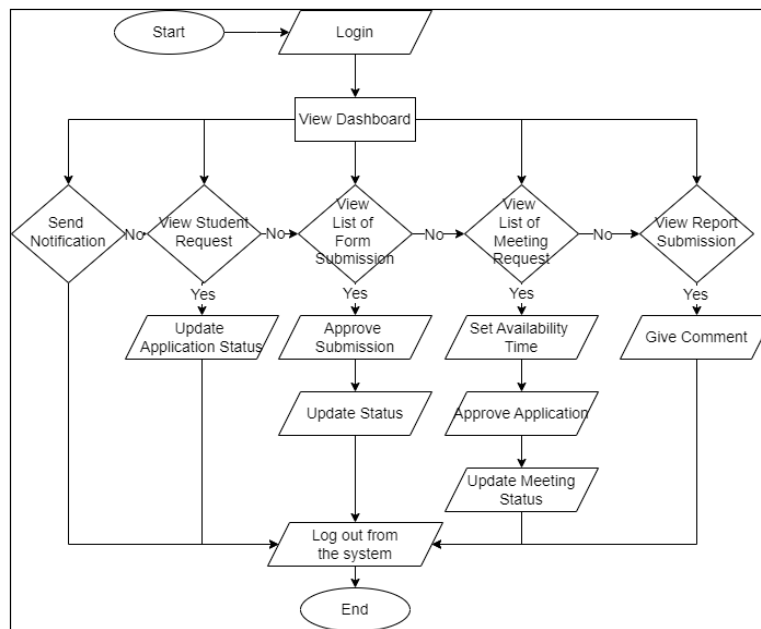 Start
Login
View Dashboard
Send
Notification
No
View Student
Request
No
View
List of
Form
Submission
No
View
List of
Meeting
Request
No
View Report
Submission
Yes
Yes
Yes
Yes
Update
Application Status
Approve
Submission
Set Availability
Time
Give Comment
Update Status
Approve Application
Update Meeting
Status
Log out from
the system
End